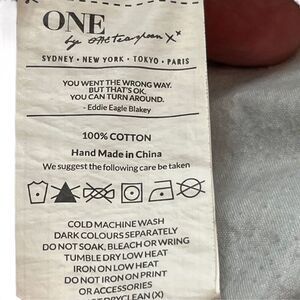 ONE
by
SYDNEY • NEW YORK • TOKYO • PARIS
YOU WENT THE WRONG WAY.
BUT THAT'S OK.
YOU CAN TURN AROUND.
- Eddie Eagle Blakey
100% COTTON
Hand Made in China
We suggest the following care be taken
COLD MACHINE WASH
DARK COLOURS SEPARATELY
DO NOT SOAK, BLEACH OR WRING
TUMBLE DRY LOW HEAT
IRON ON LOW HEAT
DO NOT IRON ON PRINT
OR ACCESSORIES
DRYCLEAN (X)